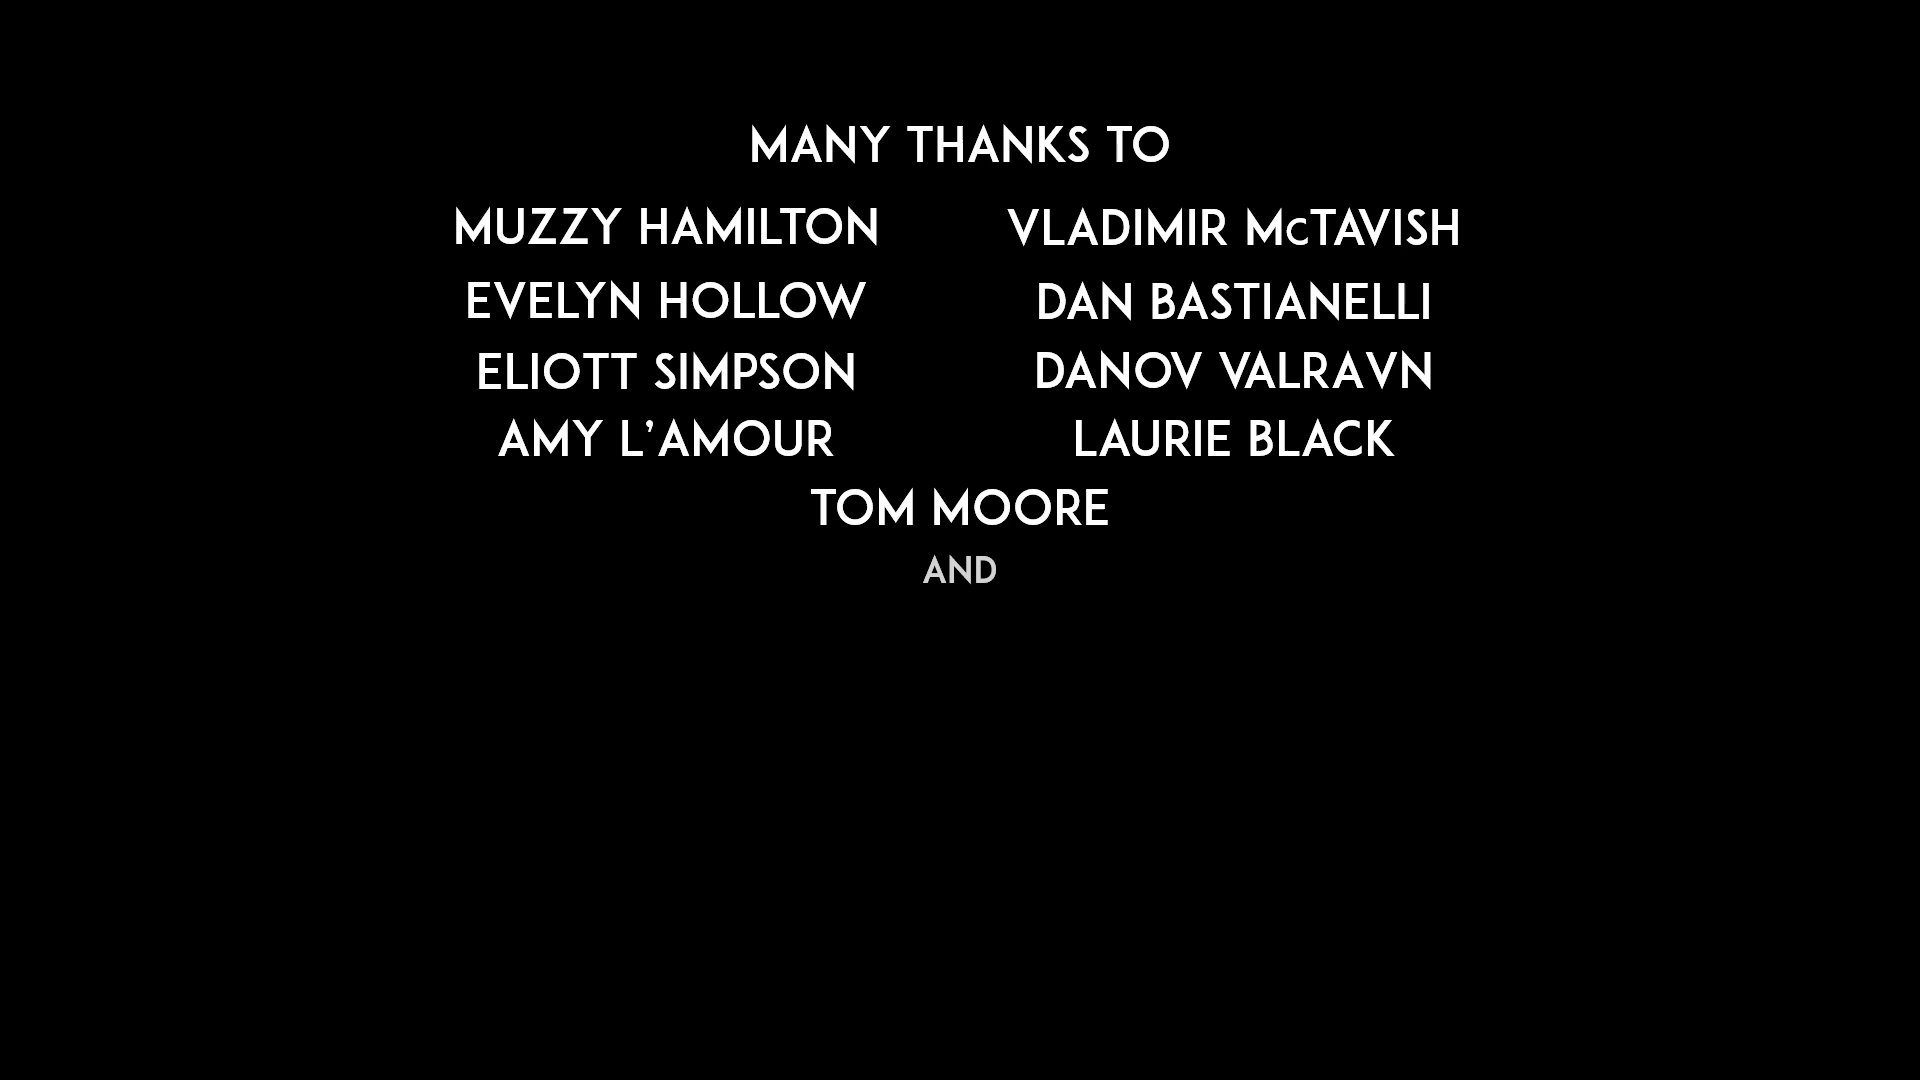 MANY THANKS TO
MUZZY HAMILTON VLADIMIR McTAVISH
EVELYN HOLLOW DAN BASTIANELLI
ELIOTT SIMPSON DANOV VALRAVN
AMY L'AMOUR LAURIE BLACK
TOM MOORE
AND